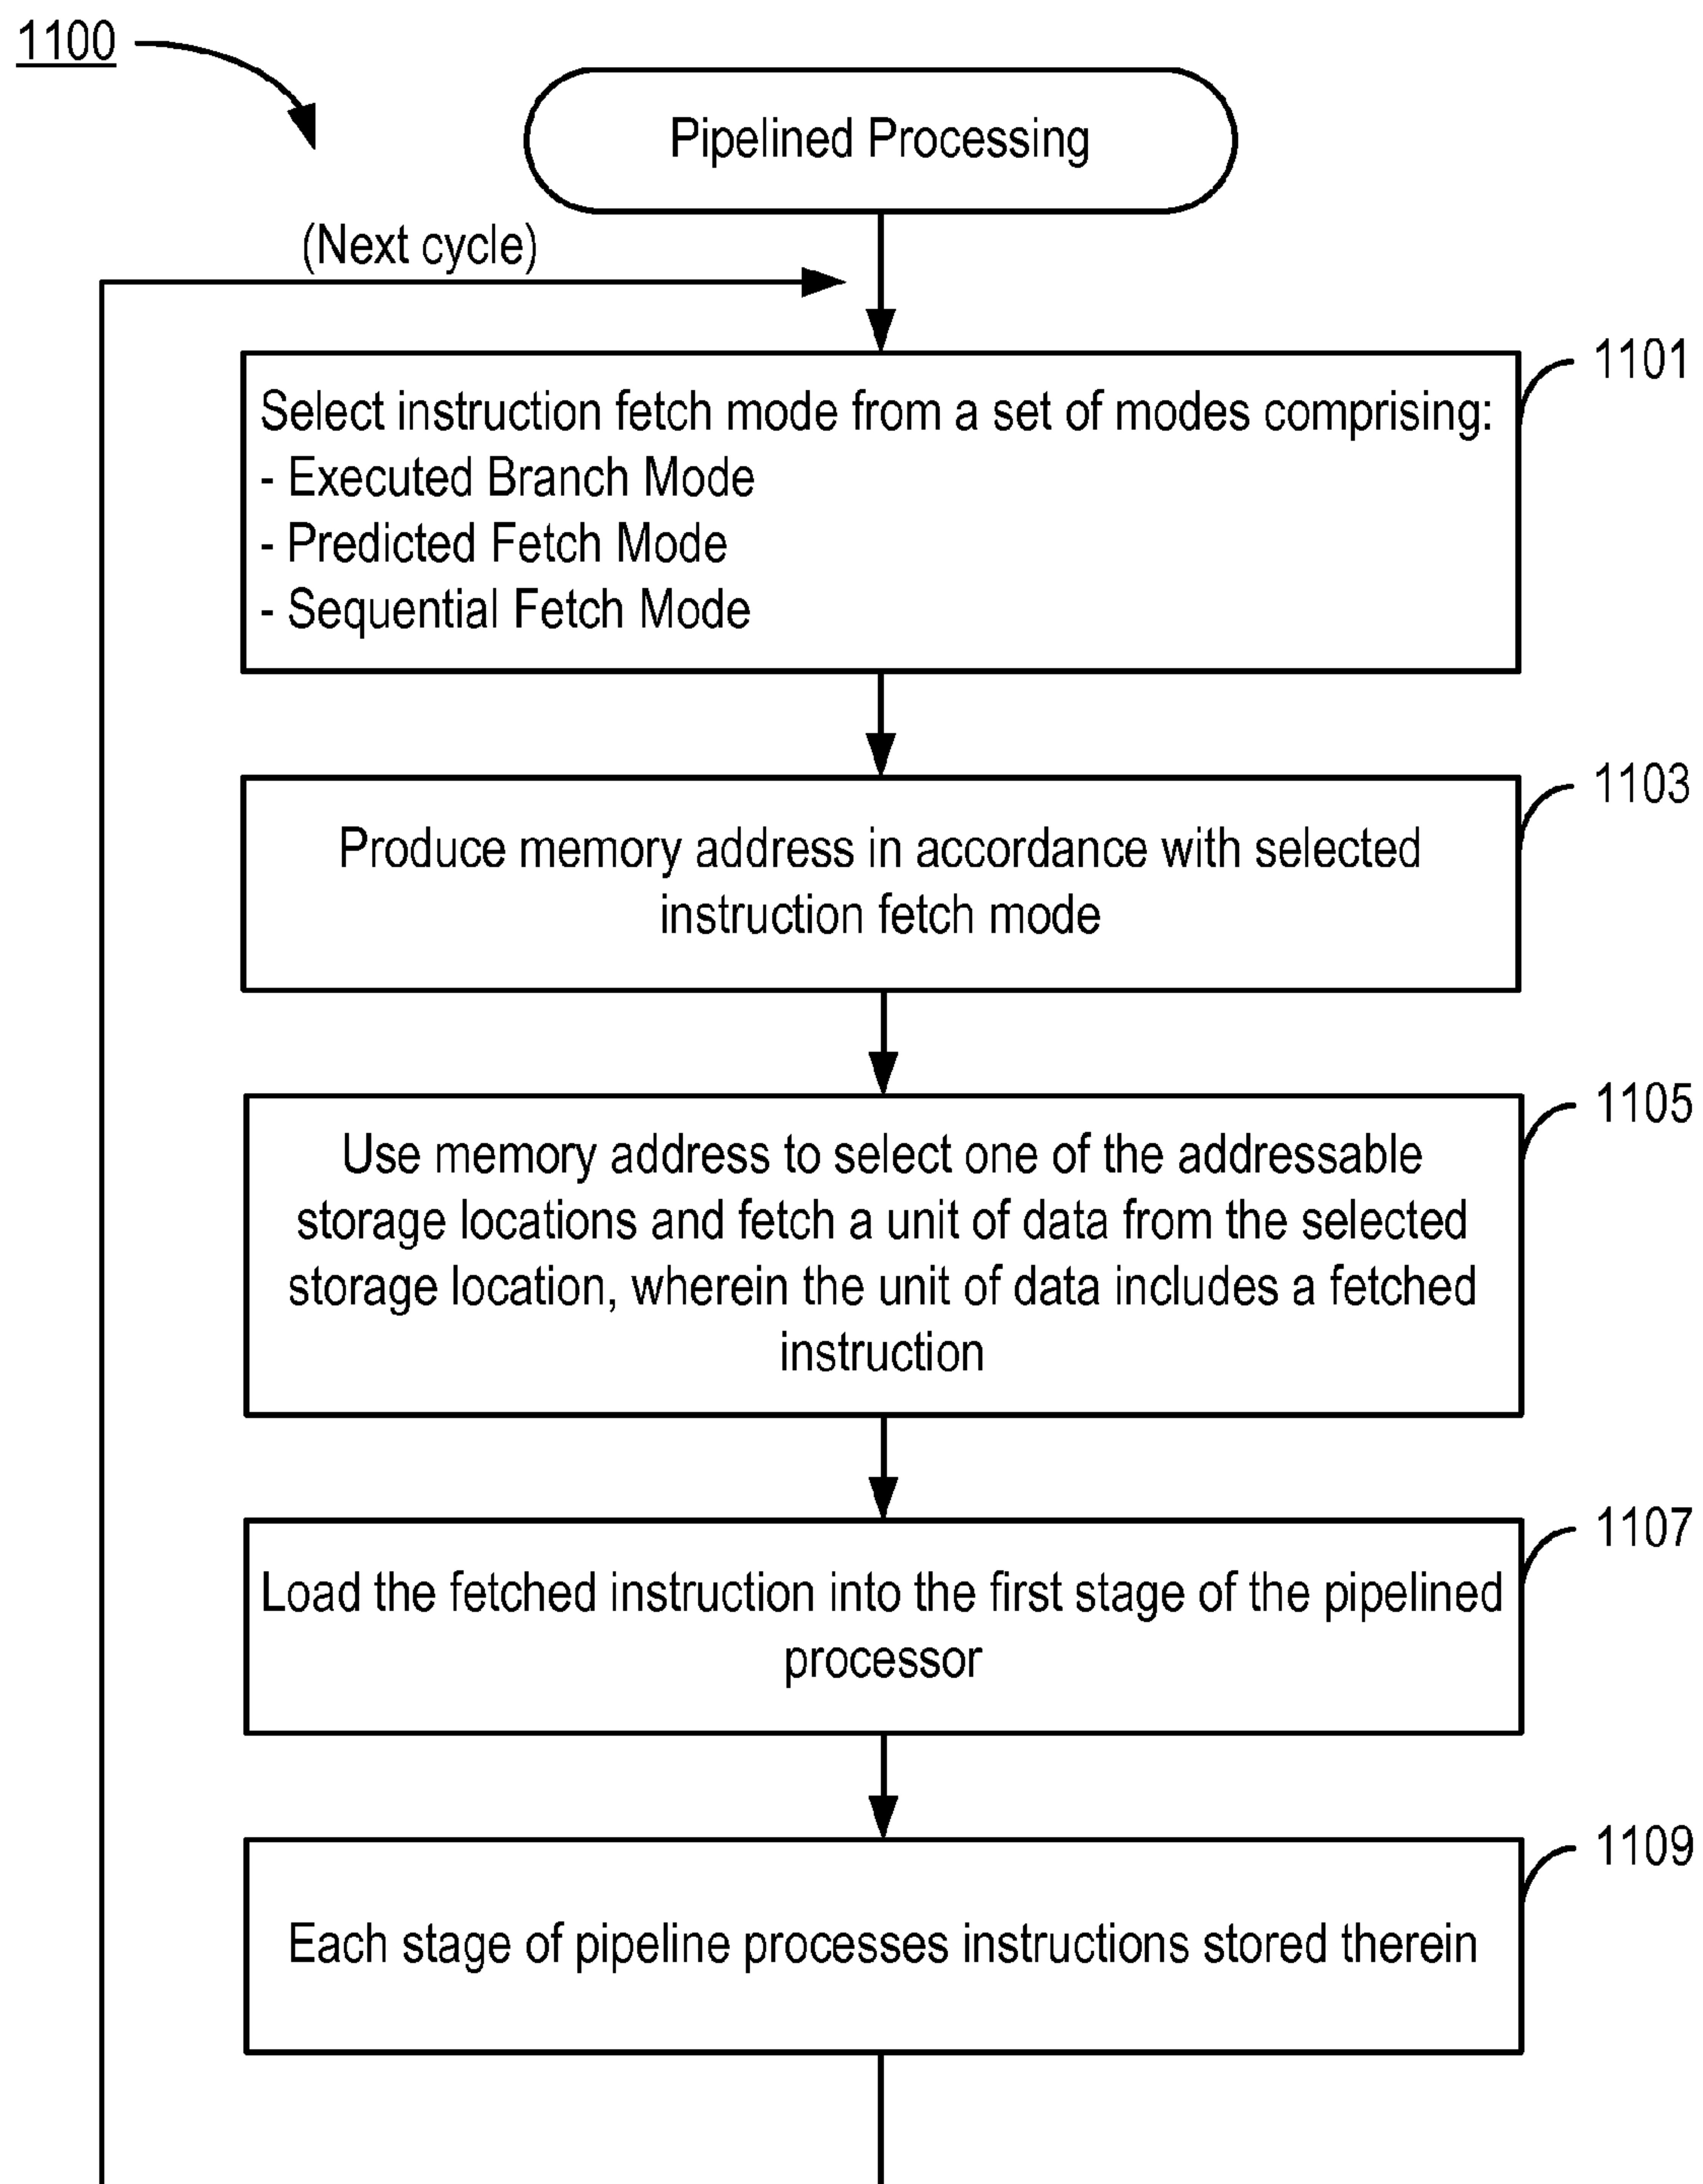 1100
Pipelined Processing
(Next cycle)
1101
Select instruction fetch mode from a set of modes comprising:
- Executed Branch Mode
- Predicted Fetch Mode
- Sequential Fetch Mode
1103
Produce memory address in accordance with selected
instruction fetch mode
1105
Use memory address to select one of the addressable
storage locations and fetch a unit of data from the selected
storage location, wherein the unit of data includes a fetched
instruction
1107
Load the fetched instruction into the first stage of the pipelined
processor
1109
Each stage of pipeline processes instructions stored therein